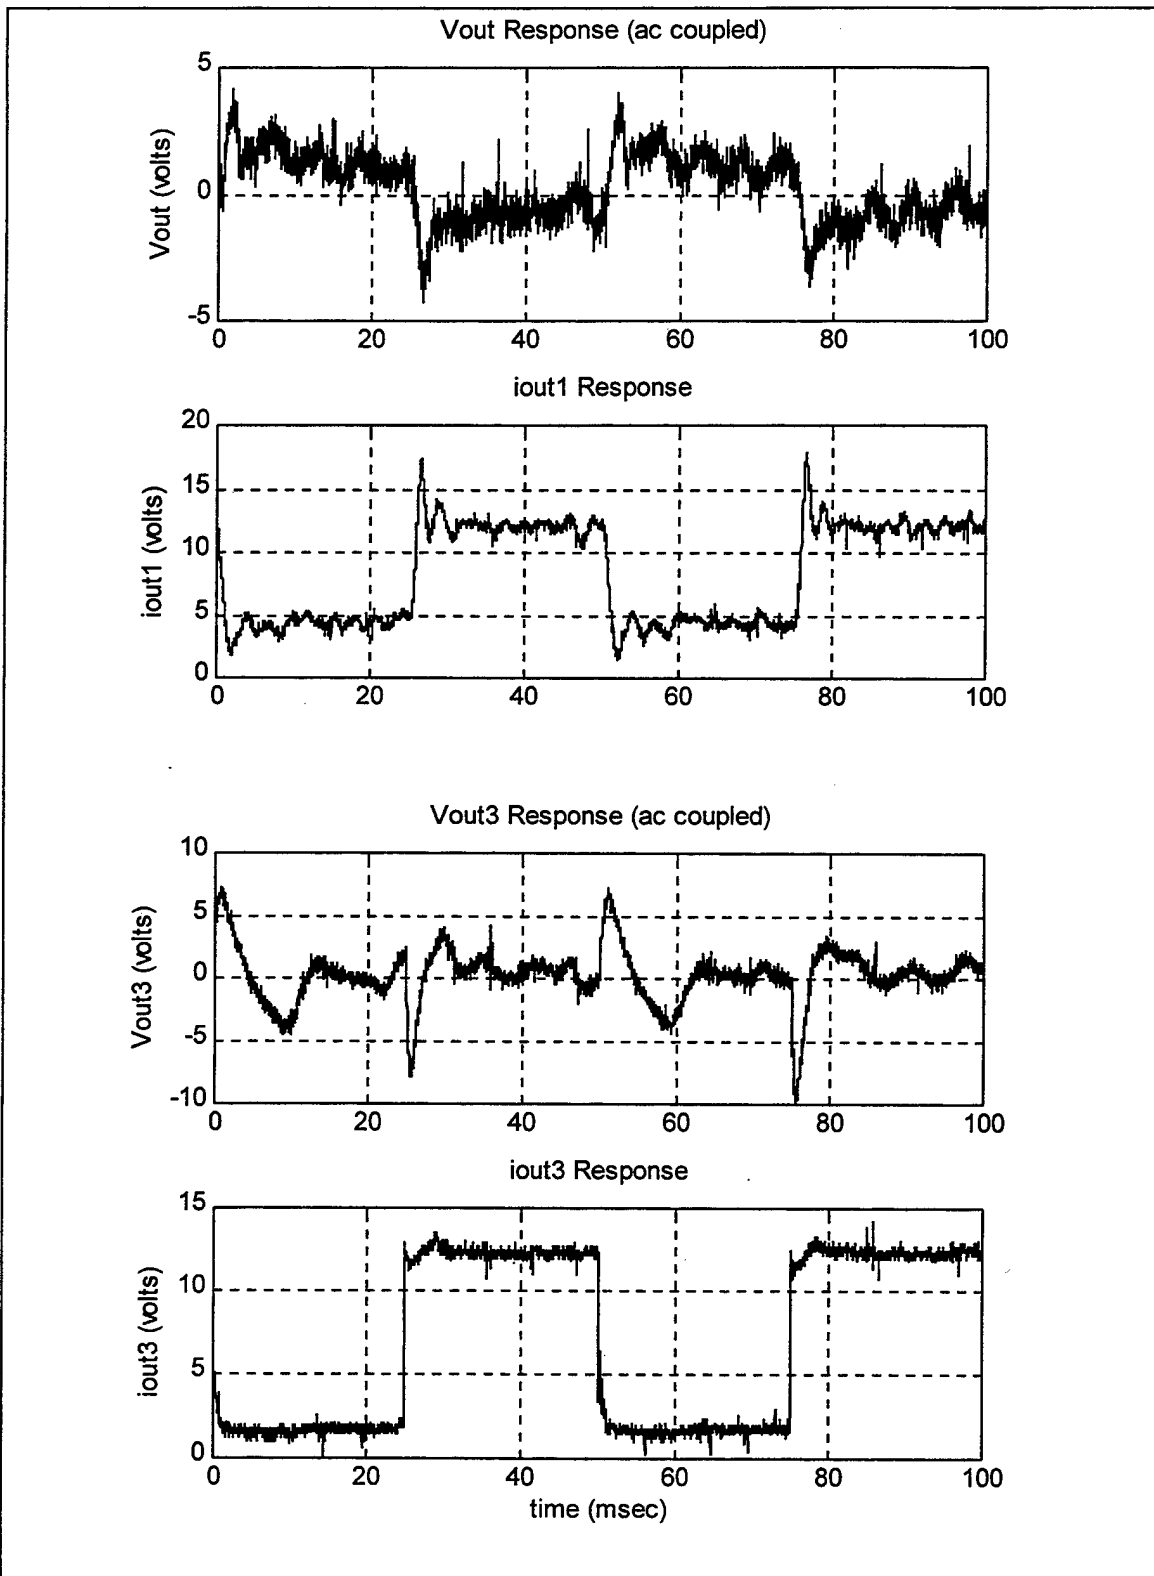 Vout Response (ac coupled)
5
0
-5
Vout (volts)
0 20 40 60 80 100
iout1 Response
20
15
10
5
0
iout1 (volts)
0 20 40 60 80 100
Vout3 Response (ac coupled)
10
5
0
-5
-10
Vout3 (volts)
0 20 40 60 80 100
iout3 Response
15
10
5
0
iout3 (volts)
0 20 40 60 80 100
time (msec)